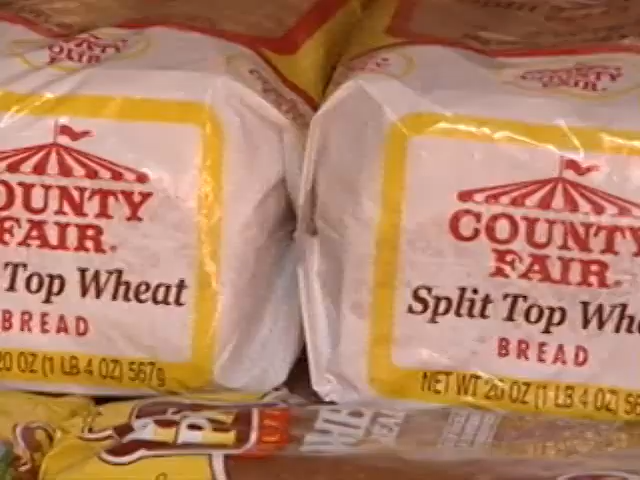 COUNTY
FAIR
COUNTY
FAIR.
OUNTY
FAIR.
Top Wheat
BREAD
20 OZ (1 LB 4 OZ) 567g
COUNTY
FAIR.
Split Top Whe
BREAD
NET WT 20 OZ (1 LB 4 OZ) 56